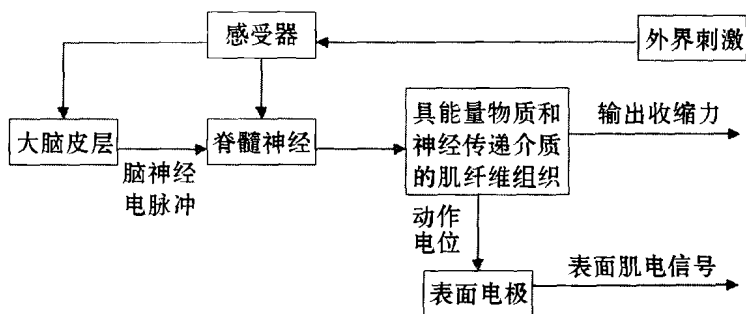 感受器
外界刺激
大脑皮层
脑神经
电脉冲
脊髓神经
具能量物质和
神经传递介质
的肌纤维组织
输出收缩力
动作
电位
表面电极
表面肌电信号